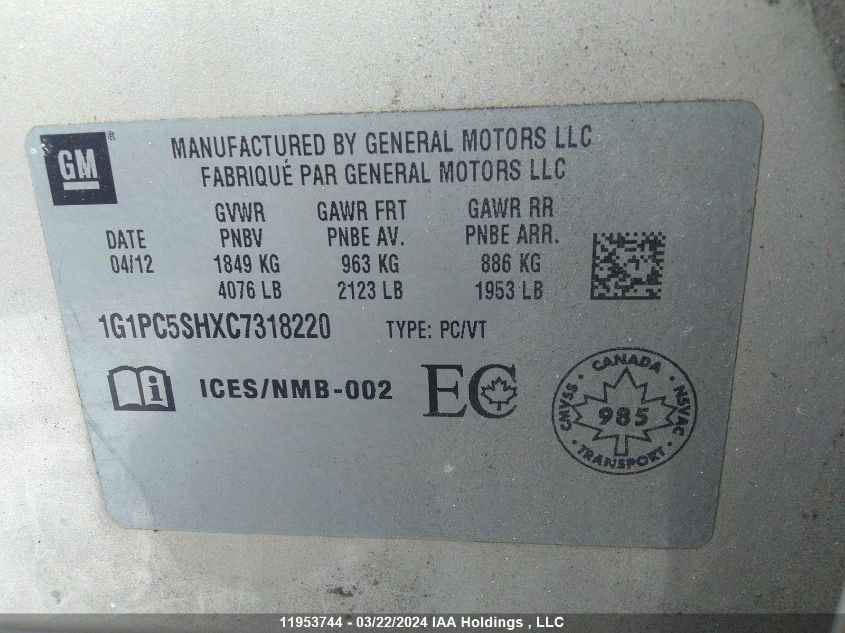 GM ®
MANUFACTURED BY GENERAL MOTORS LLC
FABRIQUÉ PAR GENERAL MOTORS LLC
GVWR GAWR FRT GAWR RR
DATE PNBV PNBE AV. PNBE ARR.
04/12 1849 KG 963 KG 886 KG
4076 LB 2123 LB 1953 LB
1G1PC5SHXC7318220 TYPE: PC/VT
i ICES/NMB-002 EC
CANADA
CMVSS 985 NSVAC
TRANSPORT
11953744 - 03/22/2024 IAA Holdings , LLC